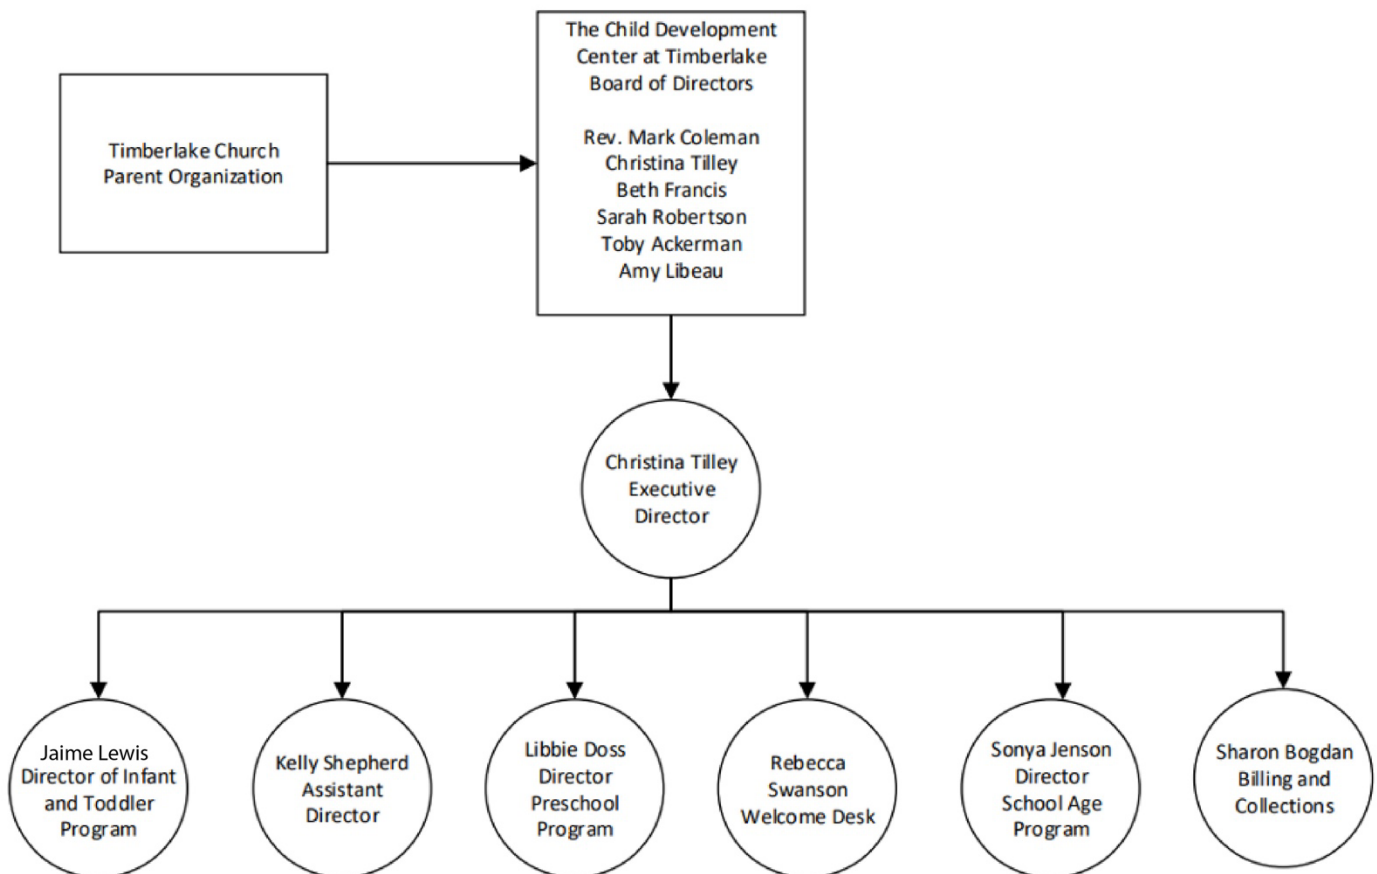 The Child Development
Center at Timberlake
Board of Directors
Rev. Mark Coleman
Christina Tilley
Beth Francis
Sarah Robertson
Toby Ackerman
Amy Libeau
Timberlake Church
Parent Organization
Christina Tilley
Executive
Director
Jaime Lewis
Director of Infant
and Toddler
Program
Kelly Shepherd
Assistant
Director
Libbie Doss
Director
Preschool
Program
Rebecca
Swanson
Welcome Desk
Sonya Jenson
Director
School Age
Program
Sharon Bogdan
Billing and
Collections